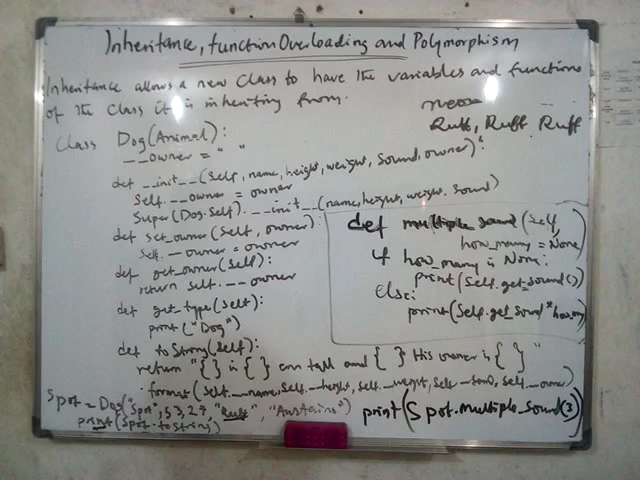 Inheritance, function Overloading and Polymorphism
Inheritance allows a new Class to have the variables and functions
of the Class it is inheriting from.
Ruff, Ruff Ruff
Class Dog(Animal):
__owner = " "
def __init__(self, name, height, weight, sound, owner):
Self.__owner = owner
Super(Dog.Self).__init__(name, height, weight, sound)
def set_owner(Self, owner):
Self.__owner = owner
def get_owner(Self):
return self.__owner
def get_type(Self):
print("Dog")
def toString(Self):
return "{} is {} cm tall and { } His owner is { }"
.format(Self.__name, Self.__height, Self.__weight, Self.__sound, Self.__owner)
Spot = Dog("Spot", 53, 27, "Ruff", )
print(Spot.toString)
def multiple_sound(Self,
how_many = None)
if how_many is None:
print(Self.get_sound())
Else:
print(Self.get_sound * how_many)
print(Spot.multiple_sound(3))